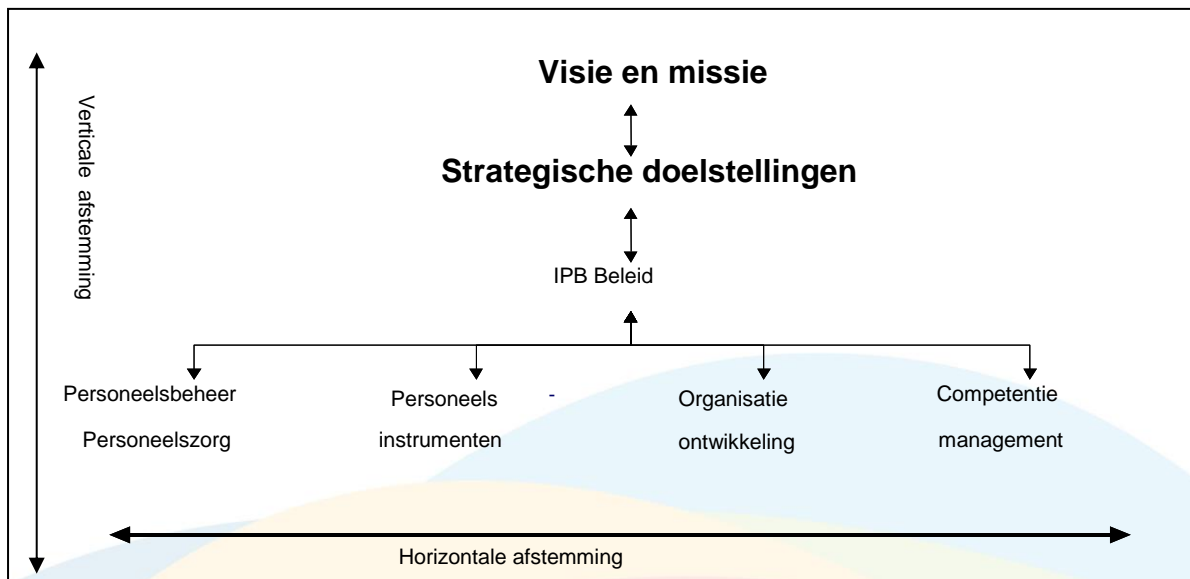 Visie en missie
Verticale afstemming
Strategische doelstellingen
IPB Beleid
Personeelsbeheer
Personeelszorg
Personeels -
instrumenten
Organisatie
ontwikkeling
Competentie
management
Horizontale afstemming